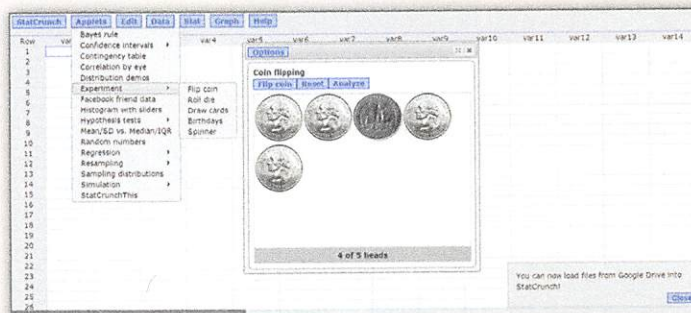 StatCrunch Applets Edit Data Stat Graph Help
Row var4 var5 var6 var7 var8 var9 var10 var11 var12 var13 var14
Bayes rule
Confidence intervals
Contingency table
Correlation by eye
Distribution demos
Experiment
Facebook friend data
Histogram with sliders
Hypothesis tests
Mean/SD vs. Median/IQR
Random numbers
Regression
Resampling
Sampling distributions
Simulation
StatCrunchThis
Flip coin
Roll die
Draw cards
Birthdays
Spinner
1
2
3
4
5
6
7
8
9
10
11
12
13
14
15
16
17
18
19
20
21
22
23
24
25
26
Options
Coin flipping
Flip coin Reset Analyze
4 of 5 heads
You can now load files from Google Drive into
StatCrunch!
Close